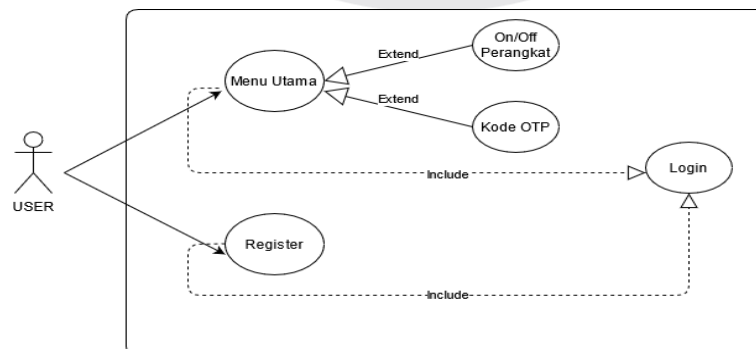 On/Off
Perangkat
Extend
Menu Utama
Extend
Kode OTP
Include
Login
USER
Register
Include